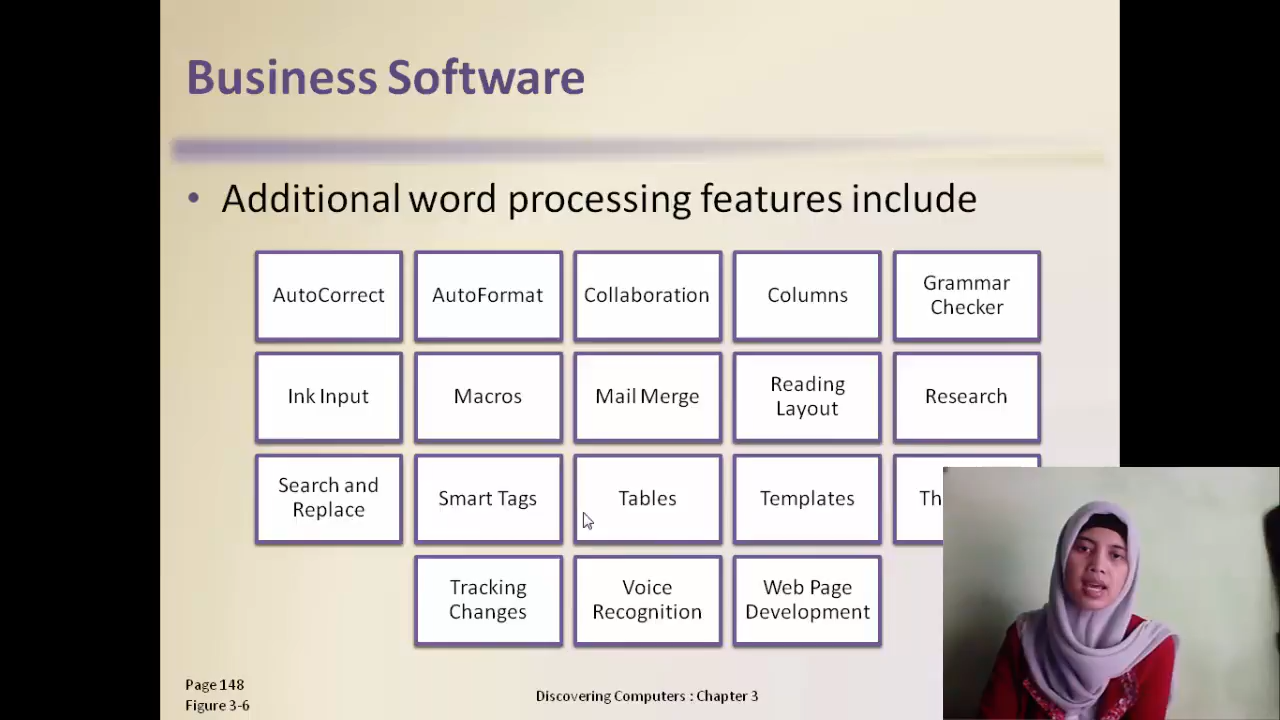 Business Software
• Additional word processing features include
AutoCorrect
AutoFormat
Collaboration
Columns
Grammar
Checker
Ink Input
Macros
Mail Merge
Reading
Layout
Research
Search and
Replace
Smart Tags
Tables
Templates
Tracking
Changes
Voice
Recognition
Web Page
Development
Page 148
Figure 3-6
Discovering Computers : Chapter 3